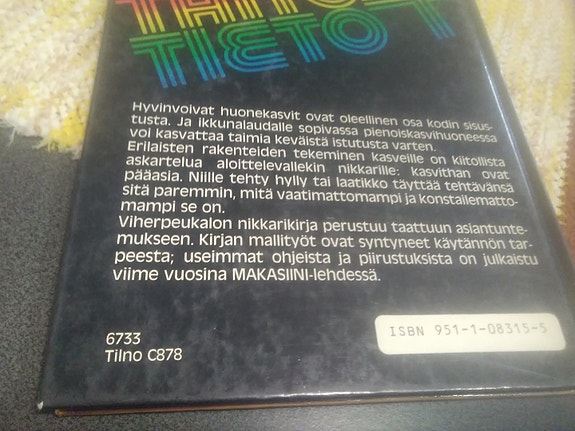 TAITO
TIETO
Hyvinvoivat huonekasvit ovat oleellinen osa kodin sisus-
tusta. Ja ikkunalaudalle sopivassa pienoiskasvihuoneessa
voi kasvattaa taimia keväistä istutusta varten.
Erilaisten rakenteiden tekeminen kasveille on kiitollista
askartelua aloittelevallekin nikkarille: kasvithan ovat
pääasia. Niille tehty hylly tai laatikko täyttää tehtävänsä
sitä paremmin, mitä vaatimattomampi ja konstailematto-
mampi se on.
Viherpeukalon nikkarikirja perustuu taattuun asiantunte-
mukseen. Kirjan mallityöt ovat syntyneet käytännön tar-
peesta; useimmat ohjeista ja piirustuksista on julkaistu
viime vuosina MAKASIINI-lehdessä.
ISBN 951-1-08315-5
6733
Tilno C878